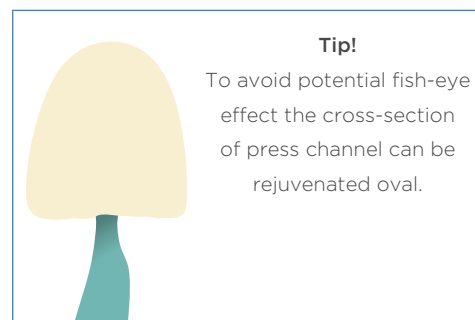 Tip!
To avoid potential fish-eye
effect the cross-section
of press channel can be
rejuvenated oval.